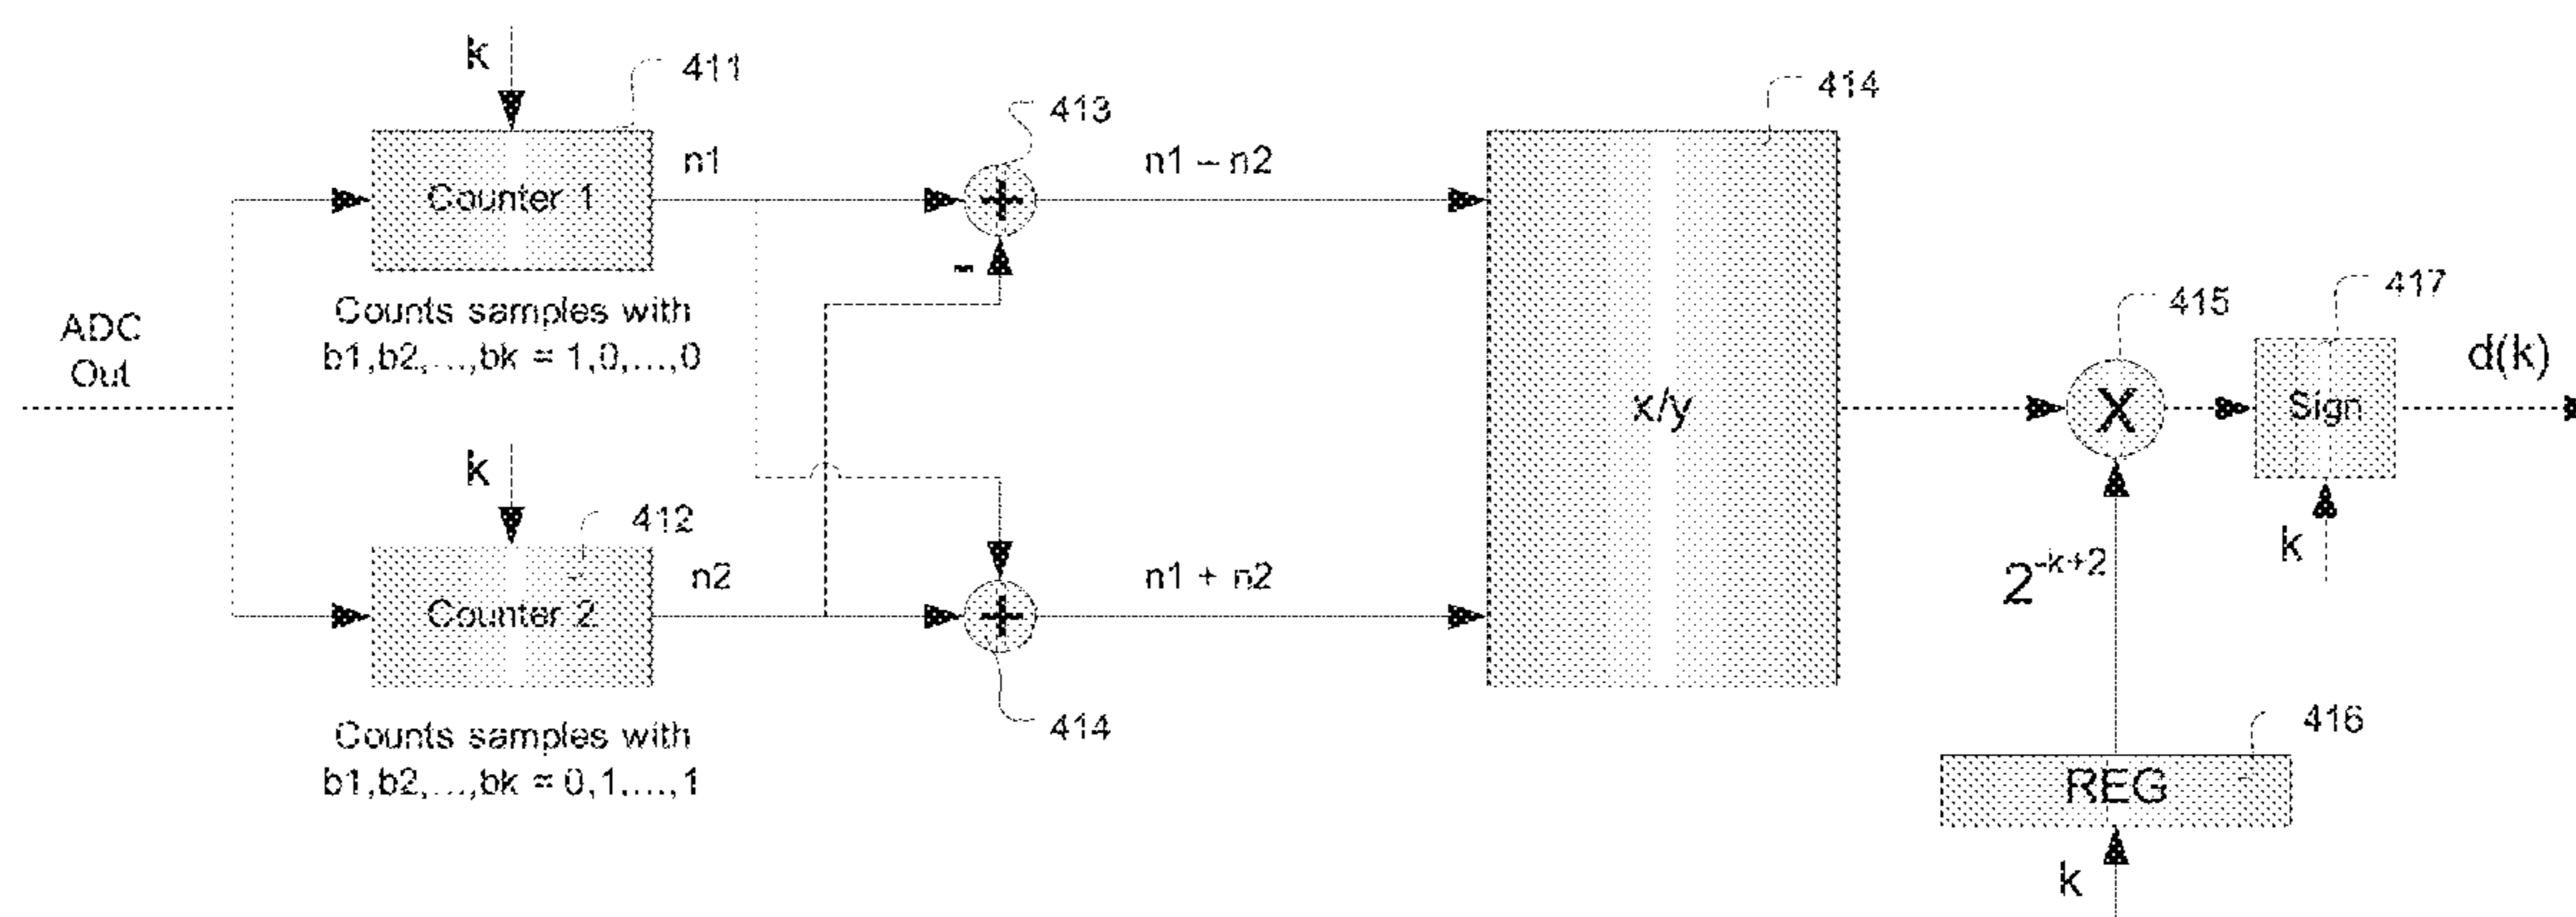 k
411
Counter 1
n1
Counts samples with
b1,b2,...,bk = 1,0,...,0
ADC
Out
k
412
Counter 2
n2
Counts samples with
b1,b2,...,bk = 0,1,...,1
413
+
-
n1 – n2
+
n1 + n2
414
414
x/y
415
X
2^-k+2
416
REG
k
417
Sign
k
d(k)